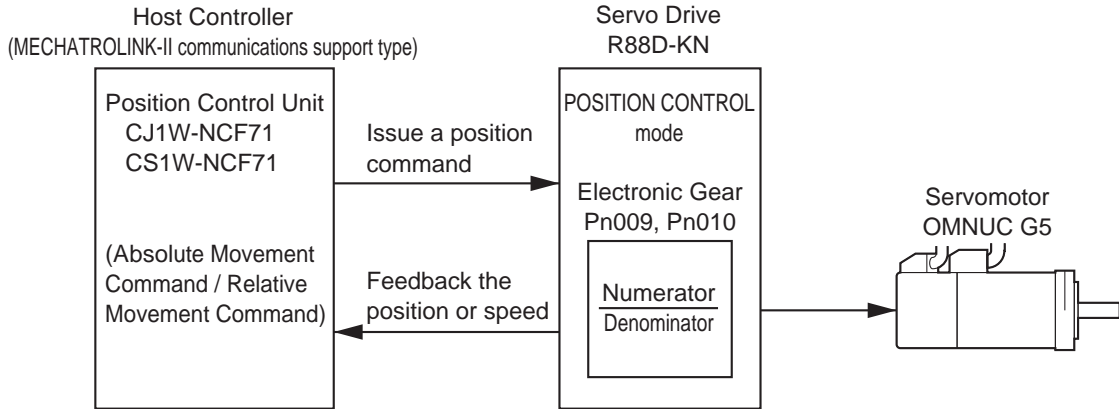 Host Controller
(MECHATROLINK-II communications support type)
Position Control Unit
CJ1W-NCF71
CS1W-NCF71
(Absolute Movement
Command / Relative
Movement Command)
Issue a position
command
Feedback the
position or speed
Servo Drive
R88D-KN
POSITION CONTROL
mode
Electronic Gear
Pn009, Pn010
Numerator
Denominator
Servomotor
OMNUC G5